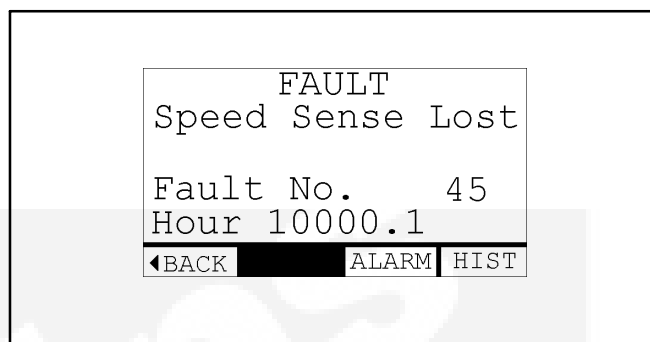 FAULT
Speed Sense Lost
Fault No. 45
Hour 10000.1
◀BACK ALARM HIST